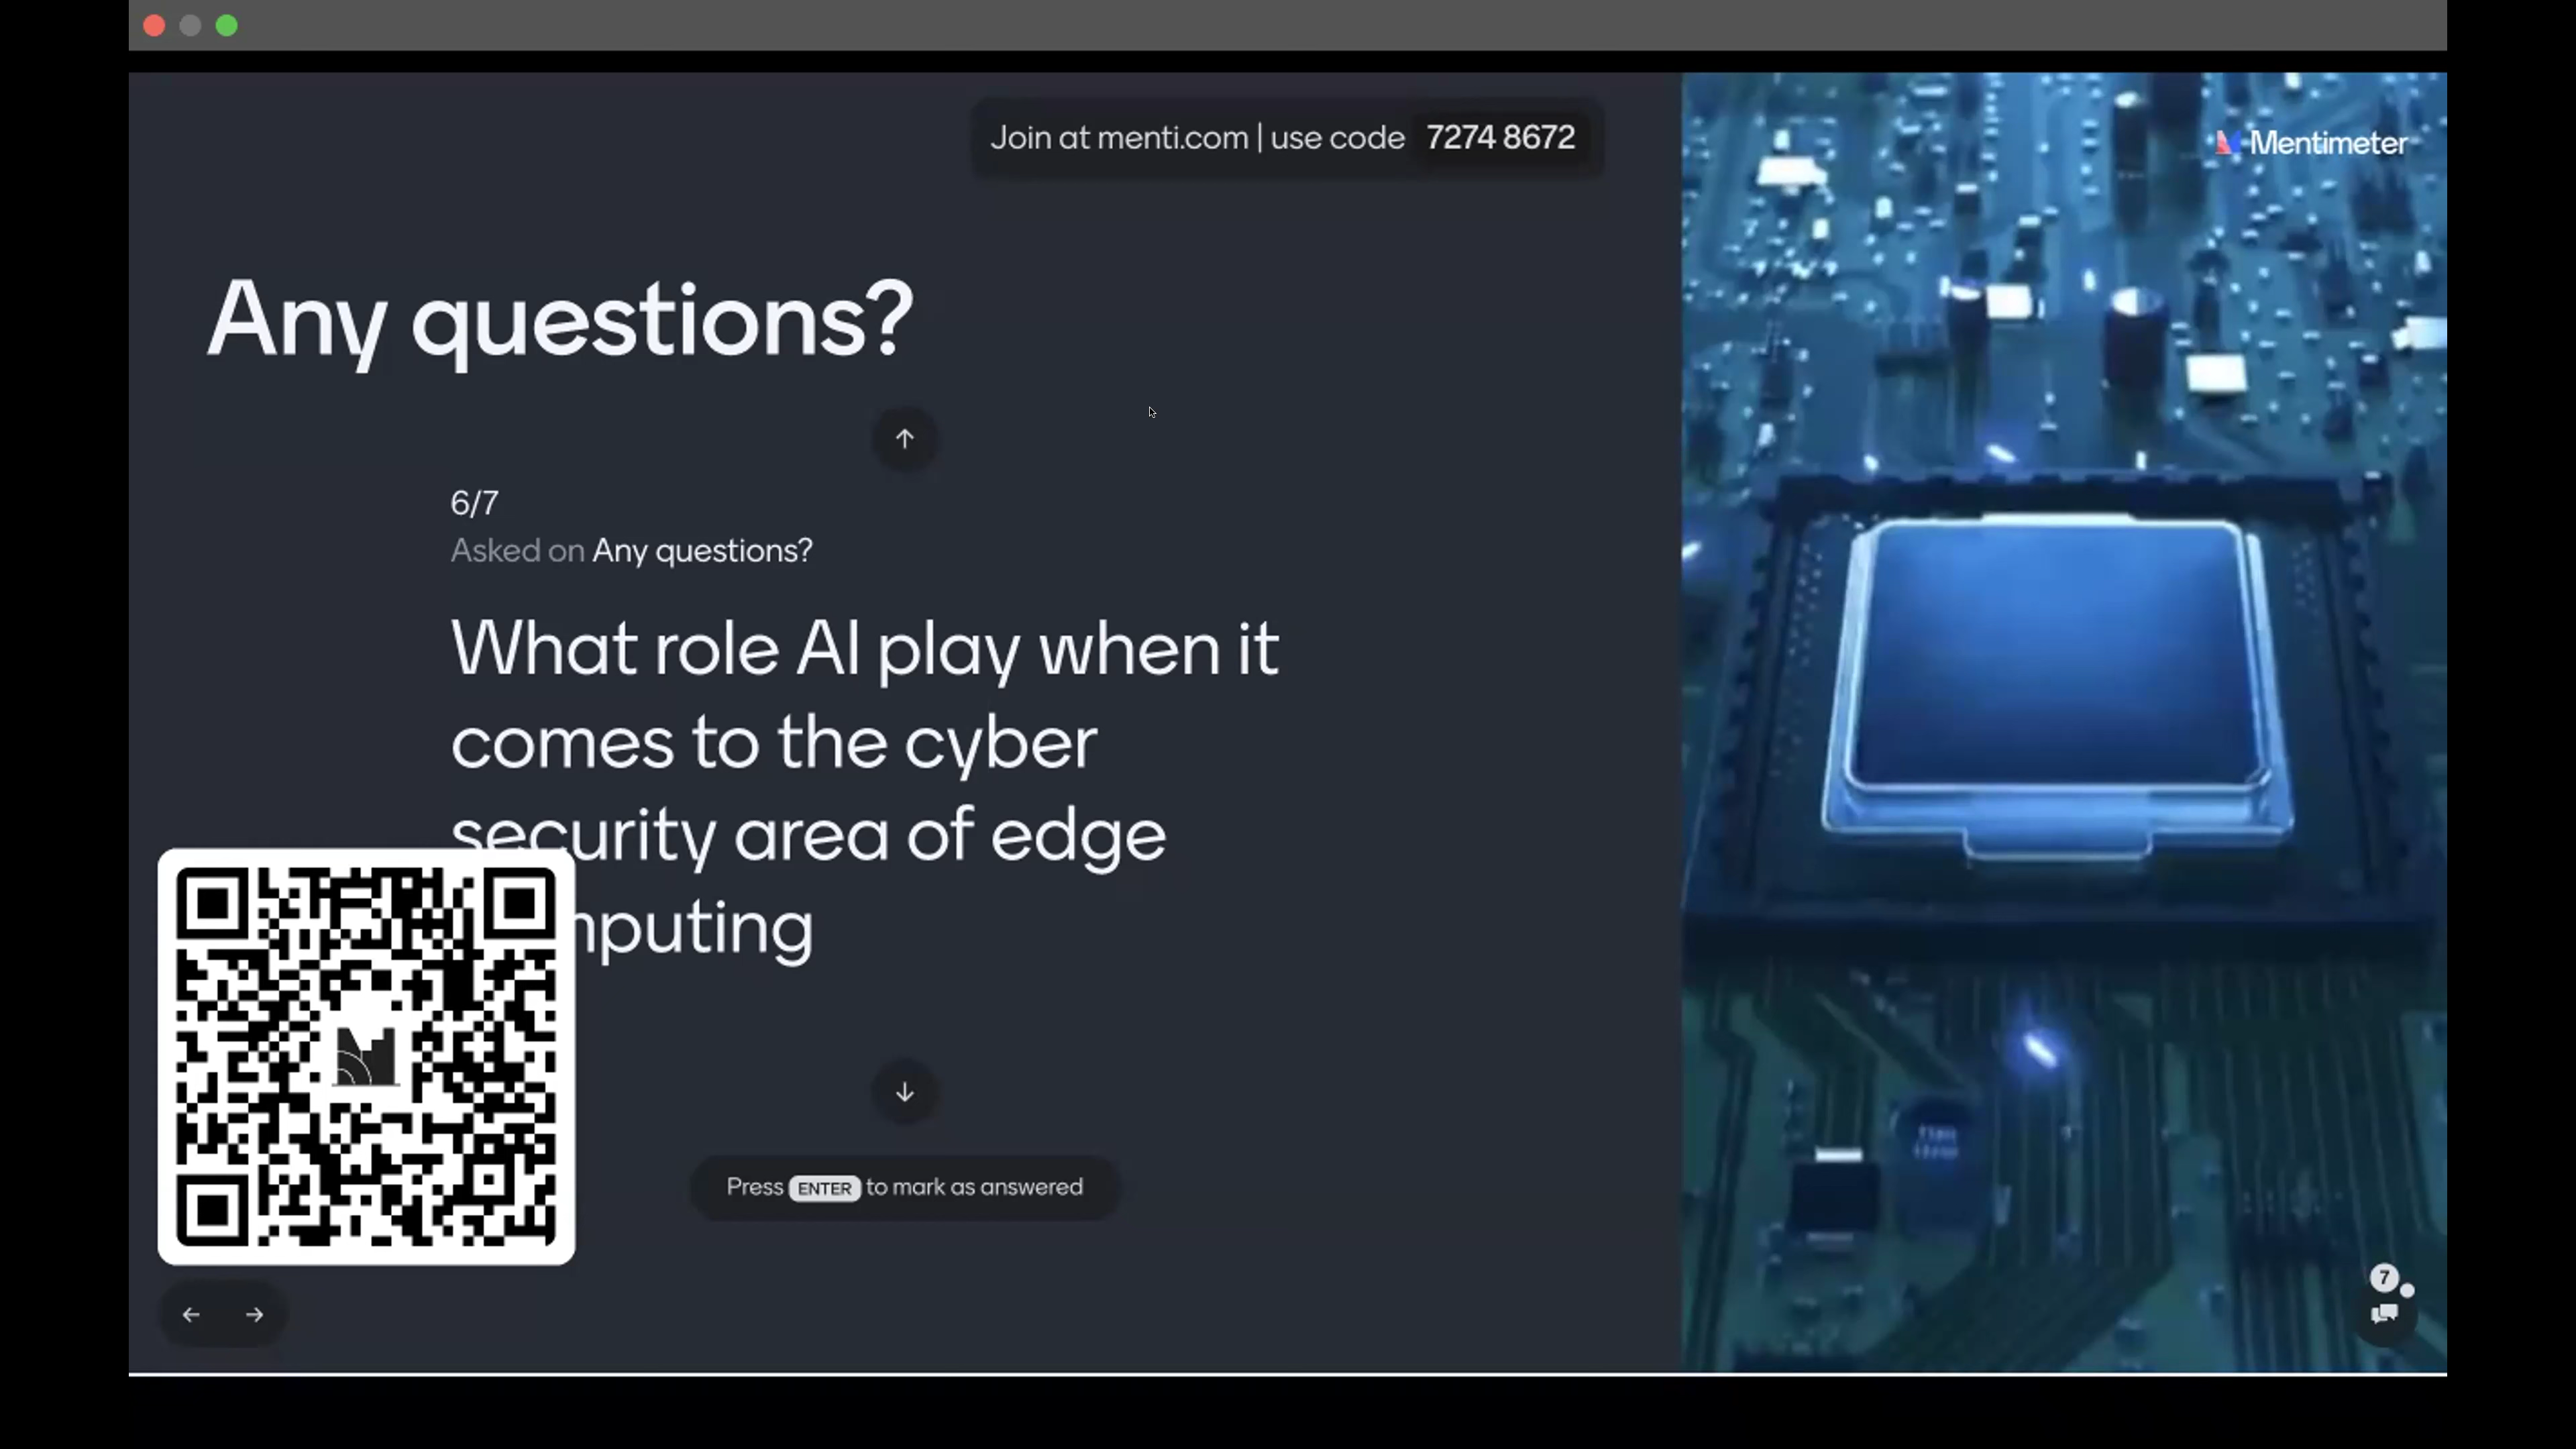 Join at menti.com | use code 7274 8672
Mentimeter
Any questions?
6/7
Asked on Any questions?
What role AI play when it
comes to the cyber
security area of edge
mputing
Press ENTER to mark as answered
7